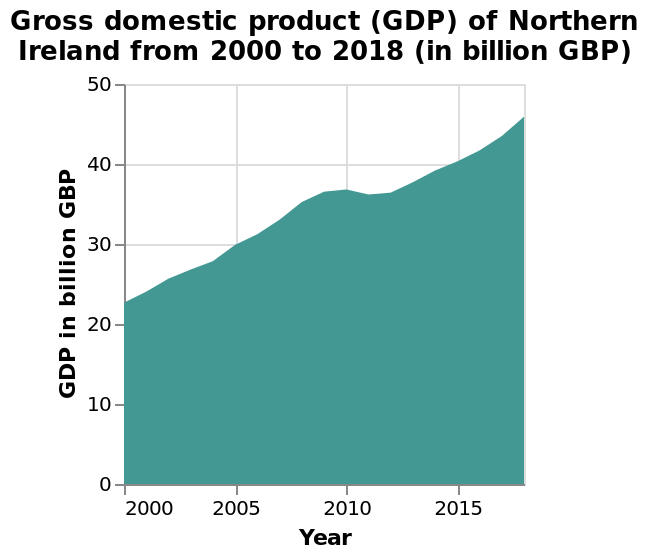 Gross domestic product (GDP) of Northern
Ireland from 2000 to 2018 (in billion GBP)
50
40
30
20
10
0
GDP in billion GBP
2000 2005 2010 2015
Year